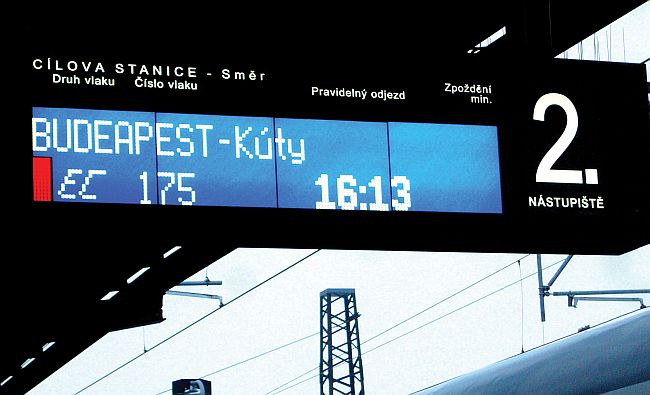 CÍLOVA STANICE - Směr
Druh vlaku Číslo vlaku Pravidelný odjezd Zpoždění min.
BUDEAPEST-Kúty
EC 175 16:13
2.
NÁSTUPIŠTĚ